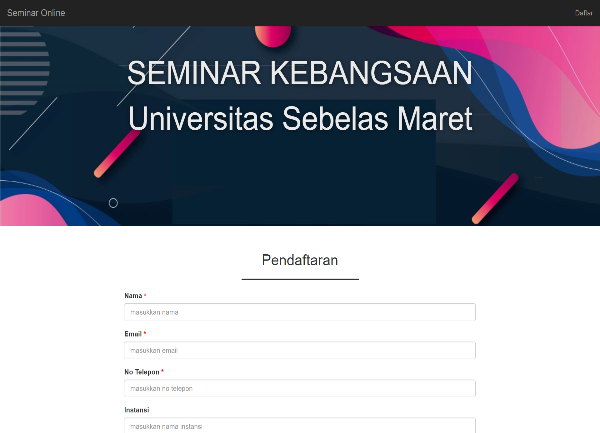 Seminar Online
Daftar
SEMINAR KEBANGSAAN
Universitas Sebelas Maret
Pendaftaran
Nama *
masukkan nama
Email *
masukkan email
No Telepon *
masukkan no telepon
Instansi
masukkan nama instansi